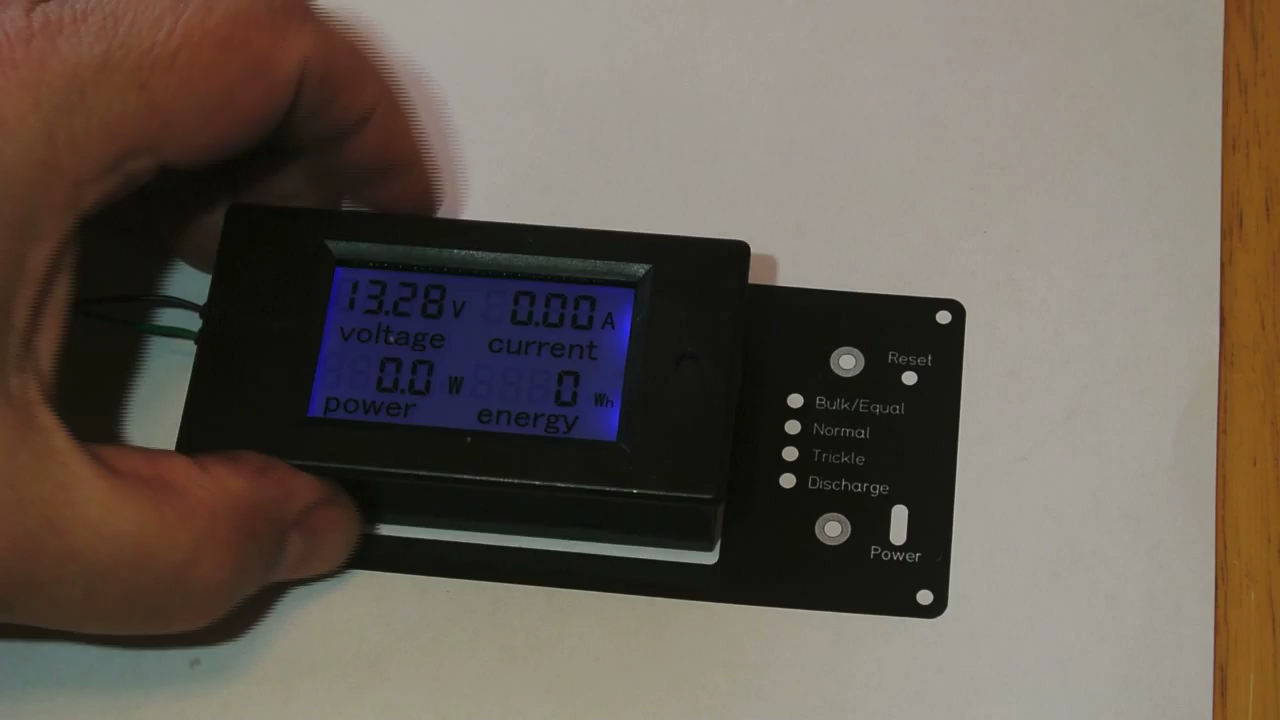 13.28 V 0.00 A
voltage current
0.0 W 0 Wh
power energy
Reset
Bulk/Equal
Normal
Trickle
Discharge
Power